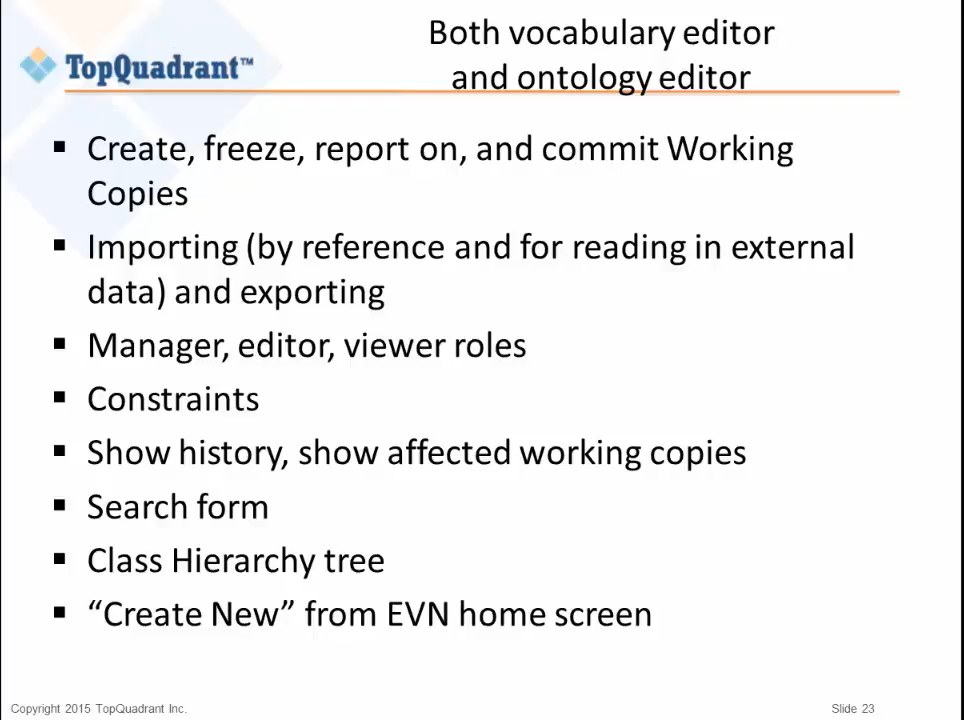 Both vocabulary editor
and ontology editor
TopQuadrant™
▪ Create, freeze, report on, and commit Working
Copies
▪ Importing (by reference and for reading in external
data) and exporting
▪ Manager, editor, viewer roles
▪ Constraints
▪ Show history, show affected working copies
▪ Search form
▪ Class Hierarchy tree
▪ “Create New” from EVN home screen
Copyright 2015 TopQuadrant Inc.
Slide 23